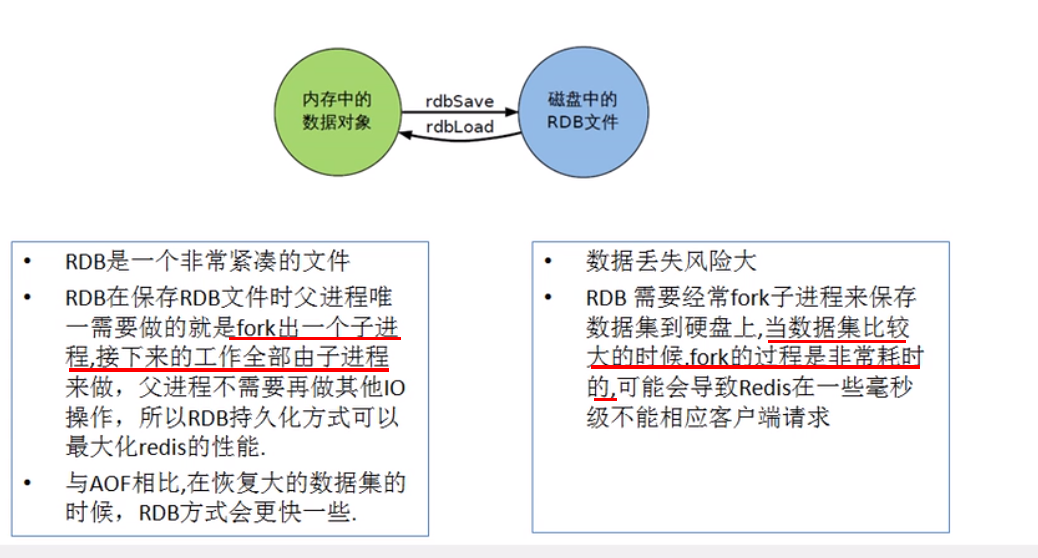 内存中的
数据对象
rdbSave
rdbLoad
磁盘中的
RDB文件
• RDB是一个非常紧凑的文件
• RDB在保存RDB文件时父进程唯
一需要做的就是fork出一个子进
程,接下来的工作全部由子进程
来做，父进程不需要再做其他IO
操作，所以RDB持久化方式可以
最大化redis的性能.
• 与AOF相比,在恢复大的数据集的
时候，RDB方式会更快一些.
• 数据丢失风险大
• RDB 需要经常fork子进程来保存
数据集到硬盘上,当数据集比较
大的时候,fork的过程是非常耗时
的,可能会导致Redis在一些毫秒
级不能相应客户端请求